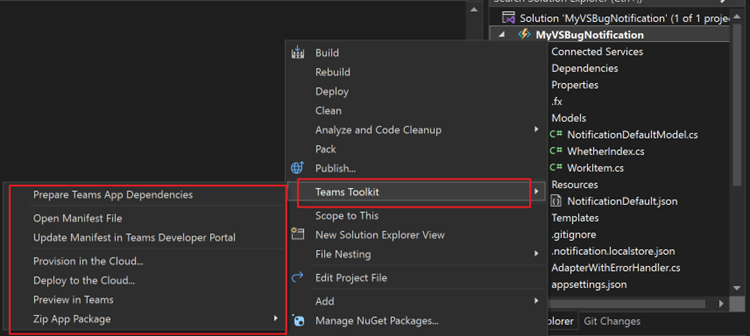 Search Solution Explorer (Ctrl+;)
Solution 'MyVSBugNotification' (1 of 1 proje
MyVSBugNotification
Connected Services
Dependencies
Properties
.fx
Models
C# NotificationDefaultModel.cs
C# WhetherIndex.cs
C# WorkItem.cs
Resources
NotificationDefault.json
Templates
.gitignore
.notification.localstore.json
AdapterWithErrorHandler.cs
appsettings.json
plorer
Git Changes
Build
Rebuild
Deploy
Clean
Analyze and Code Cleanup
Pack
Publish...
Teams Toolkit
Scope to This
New Solution Explorer View
File Nesting
Edit Project File
Add
Manage NuGet Packages...
Prepare Teams App Dependencies
Open Manifest File
Update Manifest in Teams Developer Portal
Provision in the Cloud...
Deploy to the Cloud...
Preview in Teams
Zip App Package